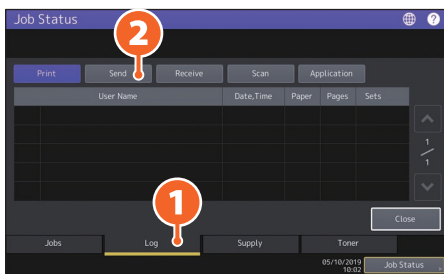 Job Status ?
2
Print Send Receive Scan Application
User Name Date,Time Paper Pages Sets
1
1
1
Close
Jobs Log Supply Toner
05/10/2019
10:02 Job Status